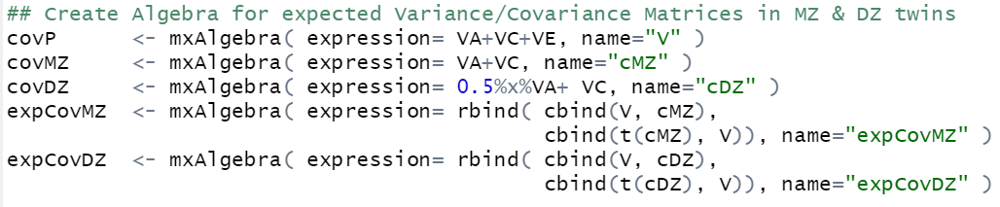 ## Create Algebra for expected Variance/Covariance Matrices in MZ & DZ twins
covP      <- mxAlgebra( expression= VA+VC+VE, name="V" )
covMZ     <- mxAlgebra( expression= VA+VC, name="cMZ" )
covDZ     <- mxAlgebra( expression= 0.5%x%VA+ VC, name="cDZ" )
expCovMZ  <- mxAlgebra( expression= rbind( cbind(V, cMZ),
                                           cbind(t(cMZ), V)), name="expCovMZ" )
expCovDZ  <- mxAlgebra( expression= rbind( cbind(V, cDZ),
                                           cbind(t(cDZ), V)), name="expCovDZ" )